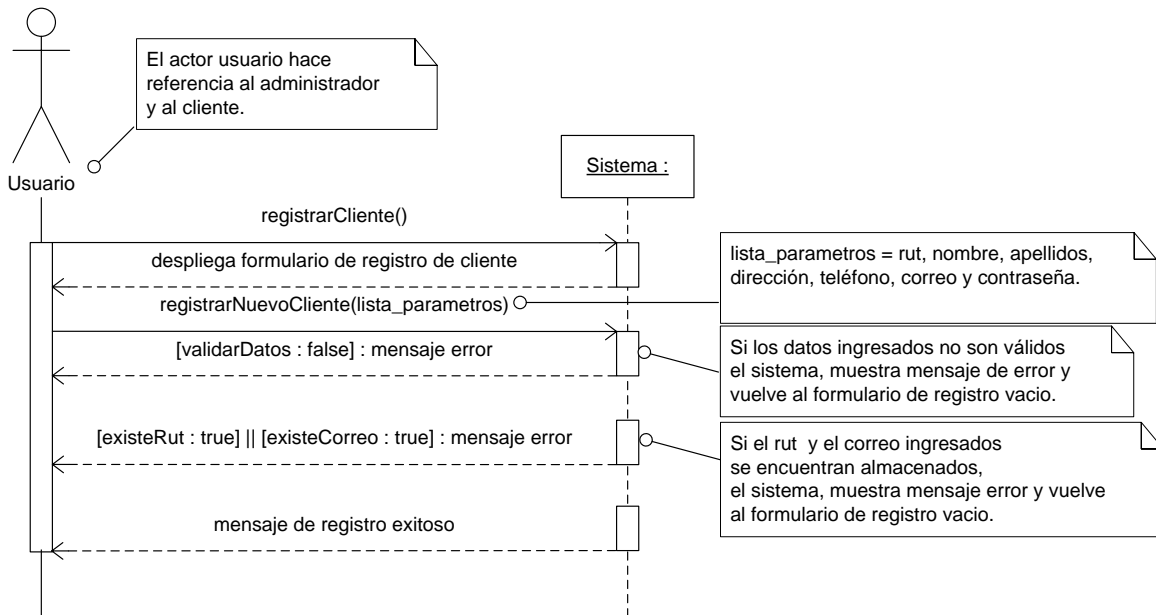 El actor usuario hace
referencia al administrador
y al cliente.
Usuario
Sistema :
registrarCliente()
despliega formulario de registro de cliente
lista_parametros = rut, nombre, apellidos,
dirección, teléfono, correo y contraseña.
registrarNuevoCliente(lista_parametros)
[validarDatos : false] : mensaje error
Si los datos ingresados no son válidos
el sistema, muestra mensaje de error y
vuelve al formulario de registro vacio.
[existeRut : true] || [existeCorreo : true] : mensaje error
Si el rut y el correo ingresados
se encuentran almacenados,
el sistema, muestra mensaje error y vuelve
al formulario de registro vacio.
mensaje de registro exitoso